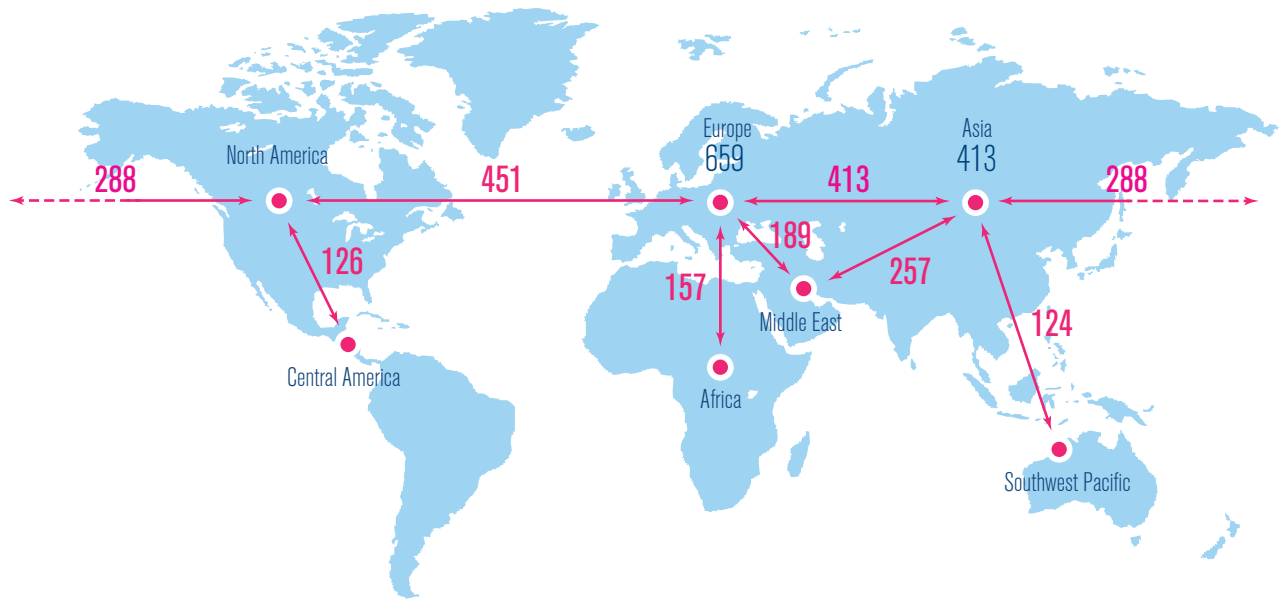 Europe
659
Asia
413
North America
288
451
413
288
126
189
157
257
Middle East
124
Central America
Africa
Southwest Pacific